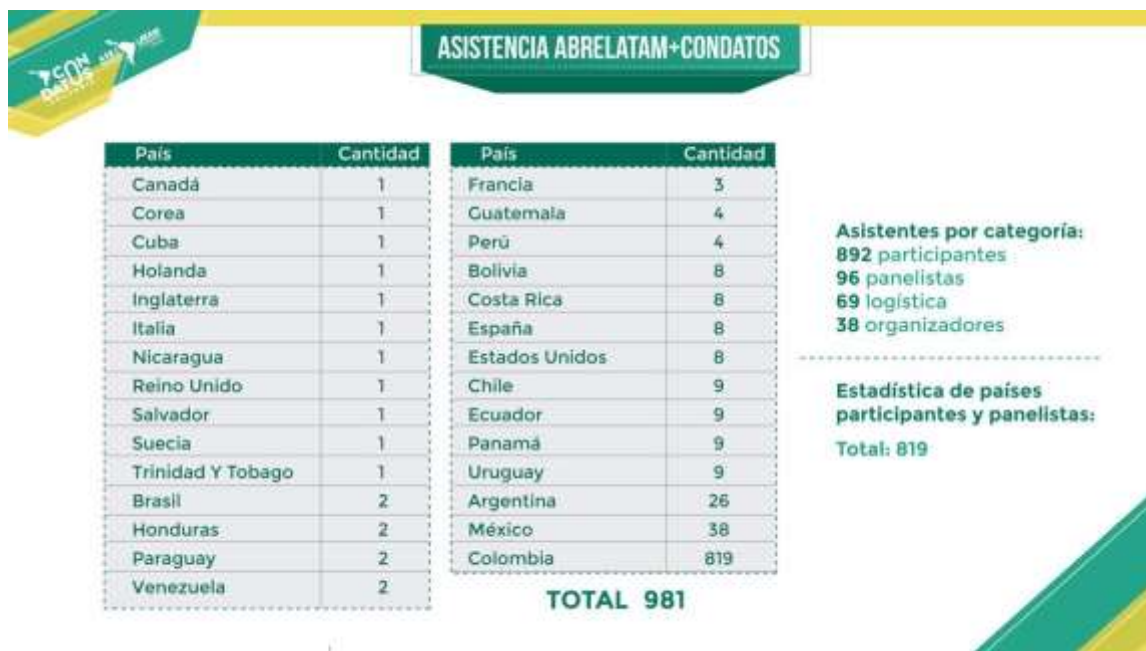 CON
DATOS
ASISTENCIA ABRELATAM+CONDATOS
País Cantidad
Canadá 1
Corea 1
Cuba 1
Holanda 1
Inglaterra 1
Italia 1
Nicaragua 1
Reino Unido 1
Salvador 1
Suecia 1
Trinidad Y Tobago 1
Brasil 2
Honduras 2
Paraguay 2
Venezuela 2
País Cantidad
Francia 3
Guatemala 4
Perú 4
Bolivia 8
Costa Rica 8
España 8
Estados Unidos 8
Chile 9
Ecuador 9
Panamá 9
Uruguay 9
Argentina 26
México 38
Colombia 819
TOTAL 981
Asistentes por categoría:
892 participantes
96 panelistas
69 logística
38 organizadores
Estadística de países
participantes y panelistas:
Total: 819